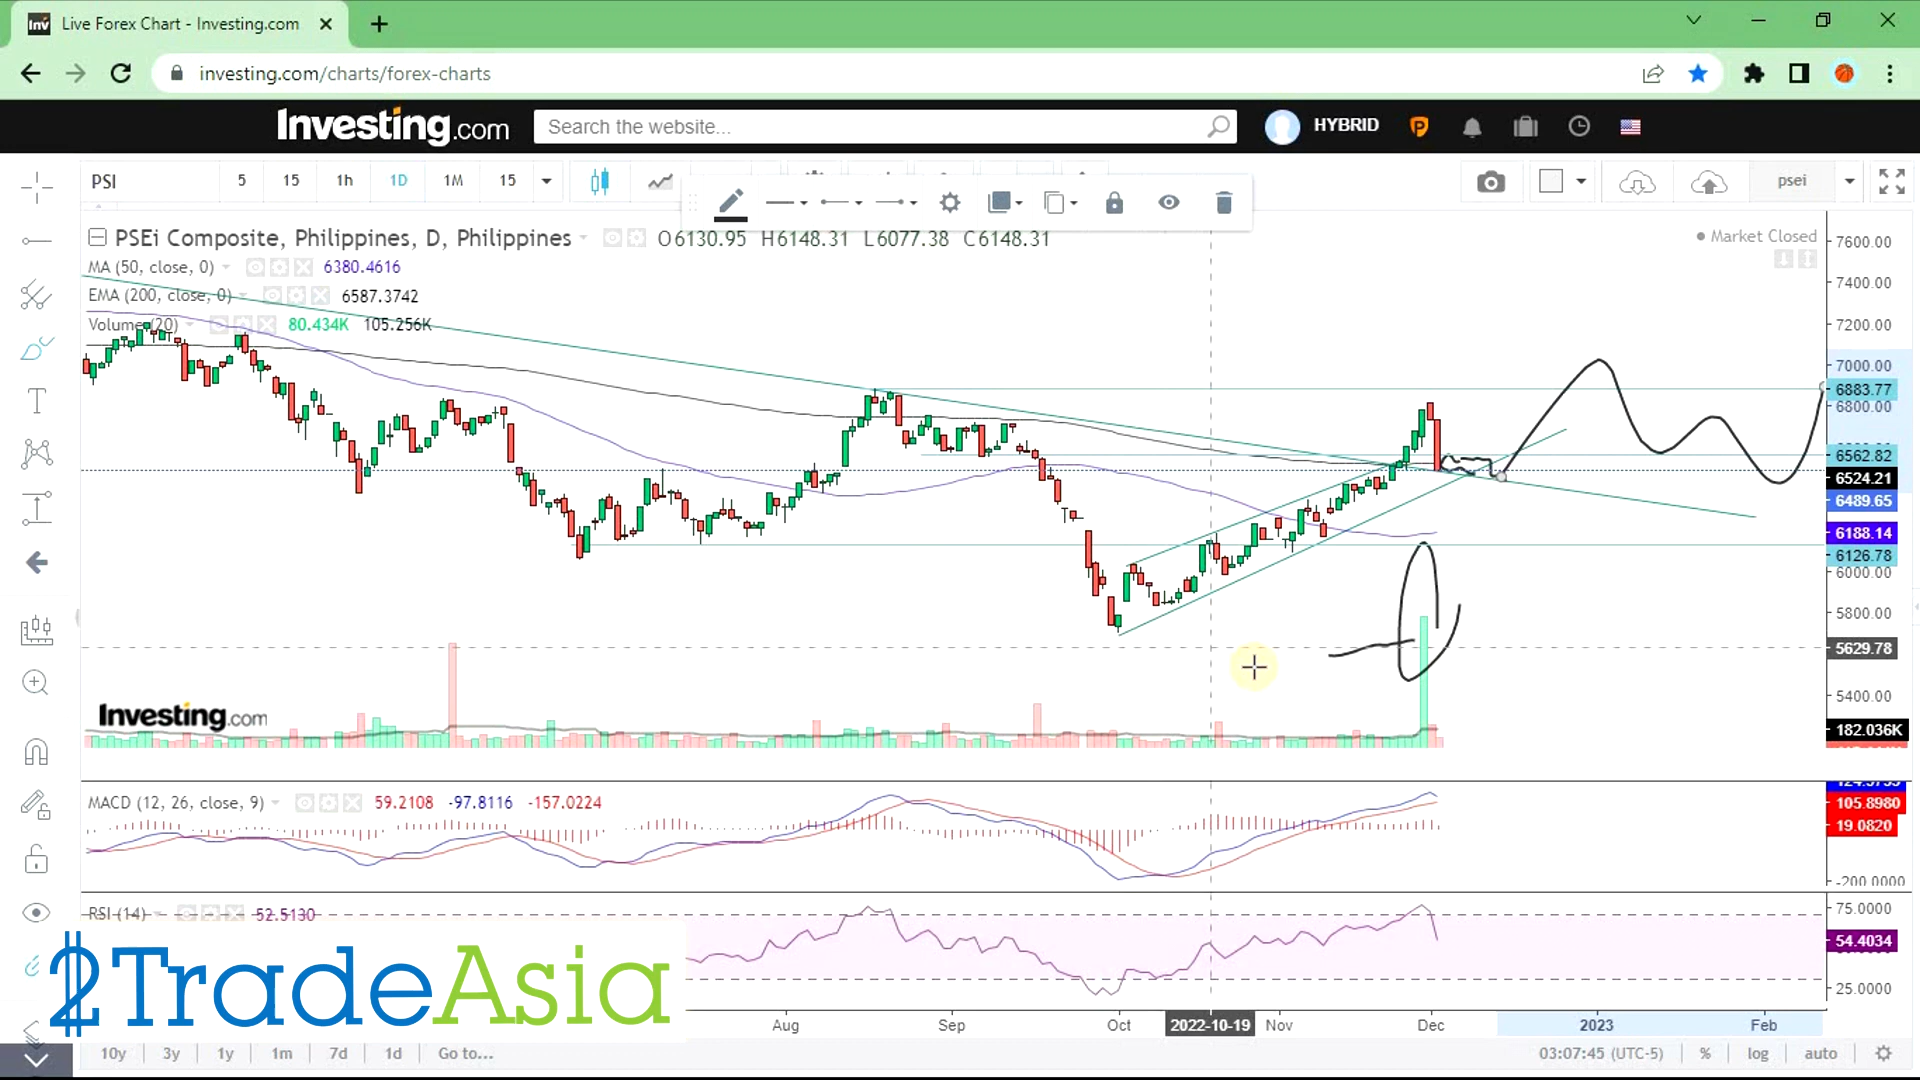 Inv Live Forex Chart - Investing.com
investing.com/charts/forex-charts
Investing.com Search the website... HYBRID P
PSI 5 15 1h 1D 1M 15 psei
PSEi Composite, Philippines, D, Philippines O6130.95 H6148.31 L6077.38 C6148.31 Market Closed
MA (50, close, 0) 6380.4616
EMA (200, close, 0) 6587.3742
Volume (20) 80.434K 105.256K
7600.00
7400.00
7200.00
7000.00
6883.77
6800.00
6562.82
6524.21
6489.65
6188.14
6126.78
6000.00
5800.00
5629.78
5400.00
Investing.com
182.036K
MACD (12, 26, close, 9) 59.2108 -97.8116 -157.0224
105.8980
19.0820
-200.0000
RSI (14) 52.5130
75.0000
54.4034
25.0000
2TradeAsia
Aug Sep Oct 2022-10-19 Nov Dec 2023 Feb
10y 3y 1y 1m 7d 1d Go to... 03:07:45 (UTC-5) % log auto